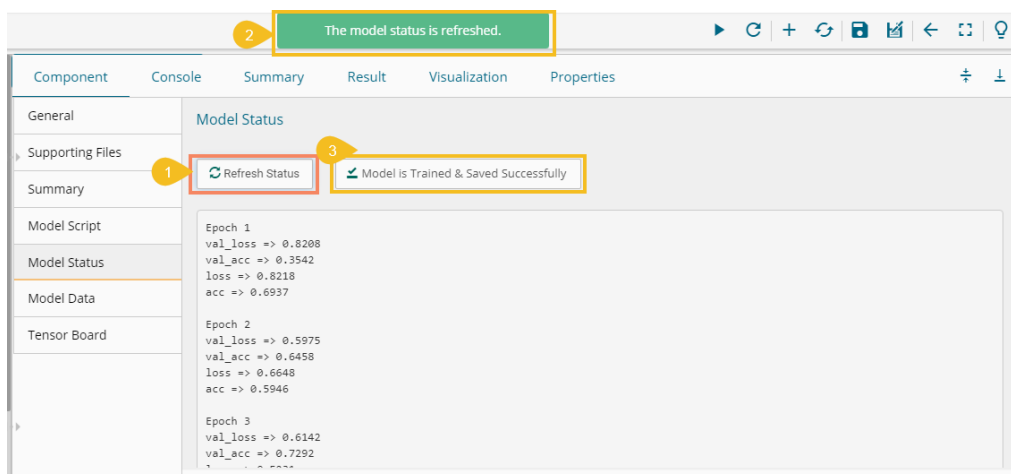 2
The model status is refreshed.
Component Console Summary Result Visualization Properties
General
Supporting Files
Summary
Model Script
Model Status
Model Data
Tensor Board
Model Status
1
Refresh Status
3
Model is Trained & Saved Successfully
Epoch 1
val_loss => 0.8208
val_acc => 0.3542
loss => 0.8218
acc => 0.6937
Epoch 2
val_loss => 0.5975
val_acc => 0.6458
loss => 0.6648
acc => 0.5946
Epoch 3
val_loss => 0.6142
val_acc => 0.7292